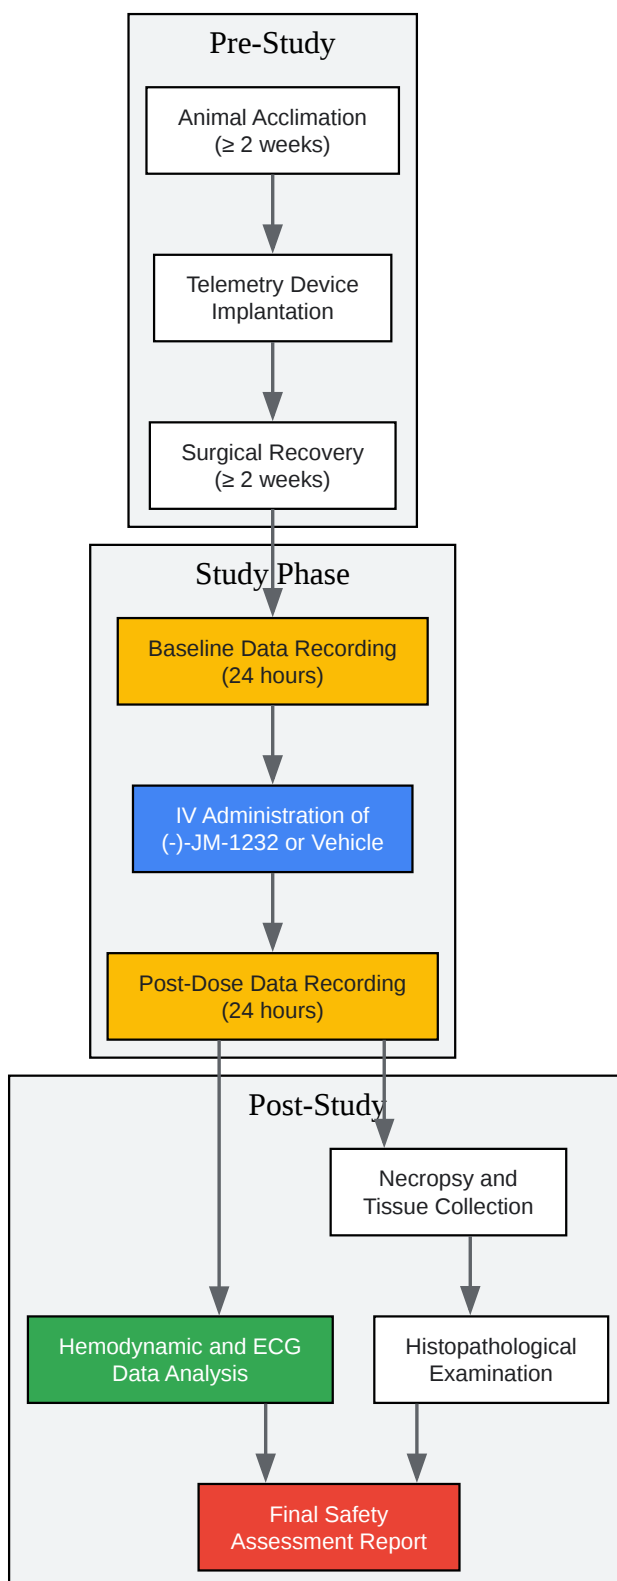 Pre-Study
Animal Acclimation
(≥ 2 weeks)
Telemetry Device
Implantation
Surgical Recovery
(≥ 2 weeks)
Study Phase
Baseline Data Recording
(24 hours)
IV Administration of
(-)-JM-1232 or Vehicle
Post-Dose Data Recording
(24 hours)
Post-Study
Necropsy and
Tissue Collection
Hemodynamic and ECG
Data Analysis
Histopathological
Examination
Final Safety
Assessment Report